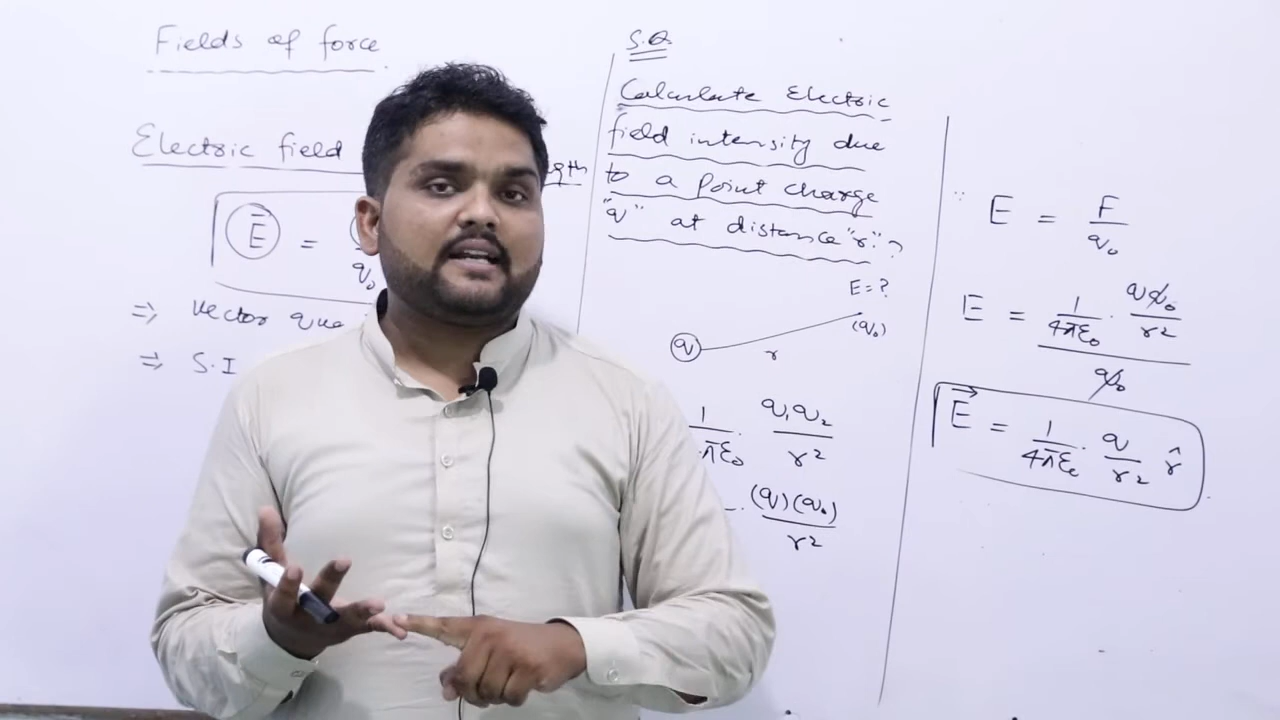 Fields of force
Electric field
E⃗ =
q₀
⇒ Vector
⇒ S.I
S.Q
Calculate Electric
field intensity due
to a point charge
"q" at distance "r"?
E = ?
q
(q₀)
r
1/4πε₀ . q₁q₂/r²
(q)(q₀)/r²
∵ E = F/q₀
E = 1/4πε₀ . qq₀/r² / q₀
E⃗ = 1/4πε₀ . q/r² r̂